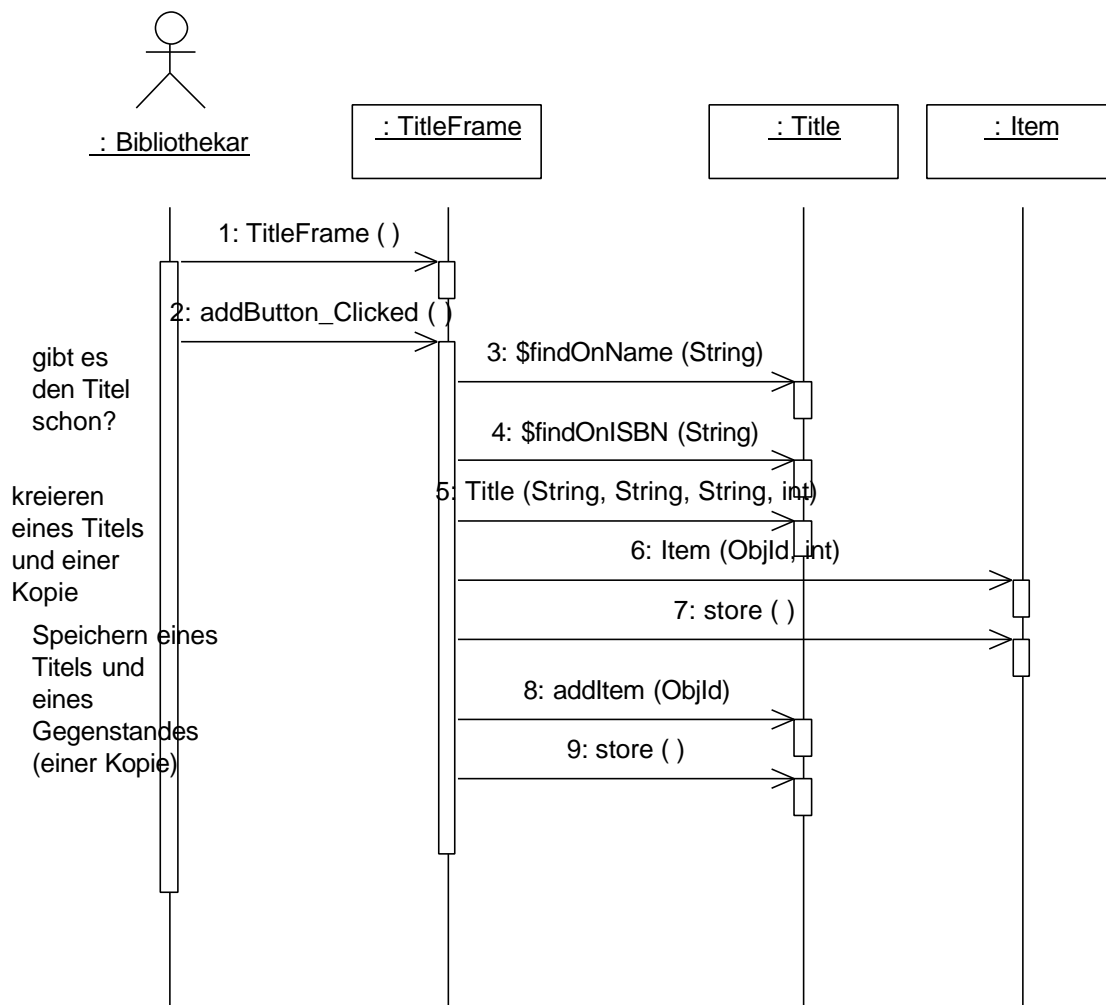 : Bibliothekar
: TitleFrame
: Title
: Item
1: TitleFrame ( )
2: addButton_Clicked ( )
gibt es
den Titel
schon?
3: $findOnName (String)
4: $findOnISBN (String)
5: Title (String, String, String, int)
kreieren
eines Titels
und einer
Kopie
6: Item (ObjId, int)
7: store ( )
Speichern eines
Titels und
eines
Gegenstandes
(einer Kopie)
8: addItem (ObjId)
9: store ( )